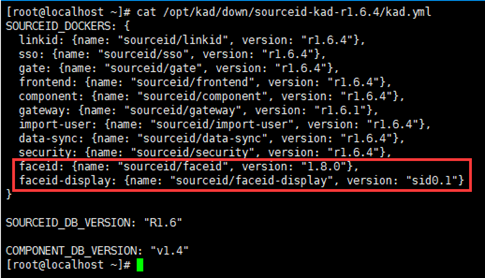 [root@localhost ~]# cat /opt/kad/down/sourceid-kad-r1.6.4/kad.yml
SOURCEID_DOCKERS: {
  linkid: {name: "sourceid/linkid", version: "r1.6.4"},
  sso: {name: "sourceid/sso", version: "r1.6.4"},
  gate: {name: "sourceid/gate", version: "r1.6.4"},
  frontend: {name: "sourceid/frontend", version: "r1.6.4"},
  component: {name: "sourceid/component", version: "r1.6.4"},
  gateway: {name: "sourceid/gateway", version: "r1.6.1"},
  import-user: {name: "sourceid/import-user", version: "r1.6.4"},
  data-sync: {name: "sourceid/data-sync", version: "r1.6.4"},
  security: {name: "sourceid/security", version: "r1.6.4"},
  faceid: {name: "sourceid/faceid", version: "1.8.0"},
  faceid-display: {name: "sourceid/faceid-display", version: "sid0.1"}
}
SOURCEID_DB_VERSION: "R1.6"
COMPONENT_DB_VERSION: "v1.4"
[root@localhost ~]#